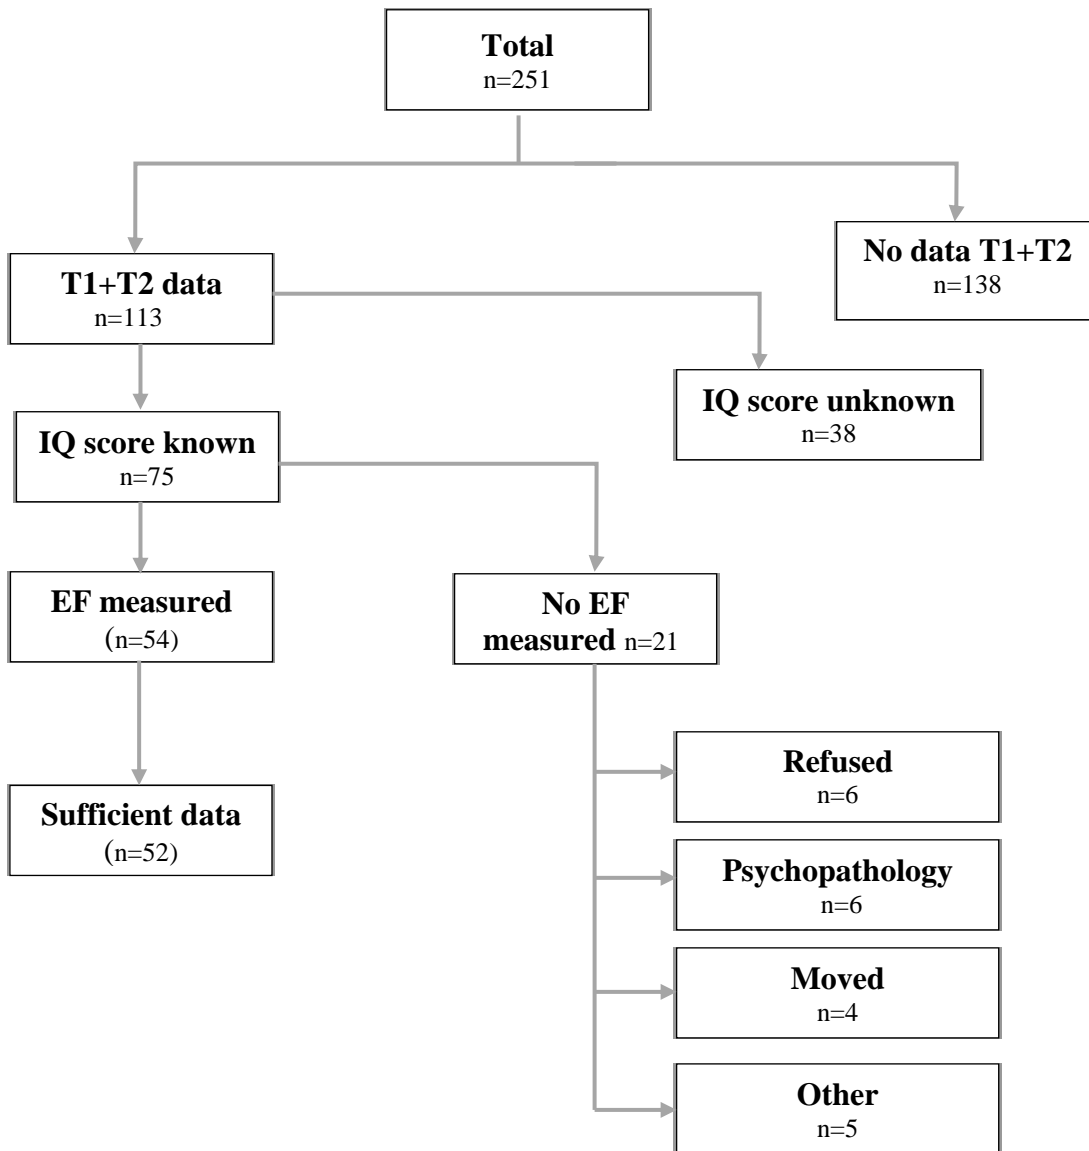 Total
n=251
No data T1+T2
n=138
T1+T2 data
n=113
IQ score unknown
n=38
IQ score known
n=75
EF measured
(n=54)
No EF
measured n=21
Refused
n=6
Sufficient data
(n=52)
Psychopathology
n=6
Moved
n=4
Other
n=5